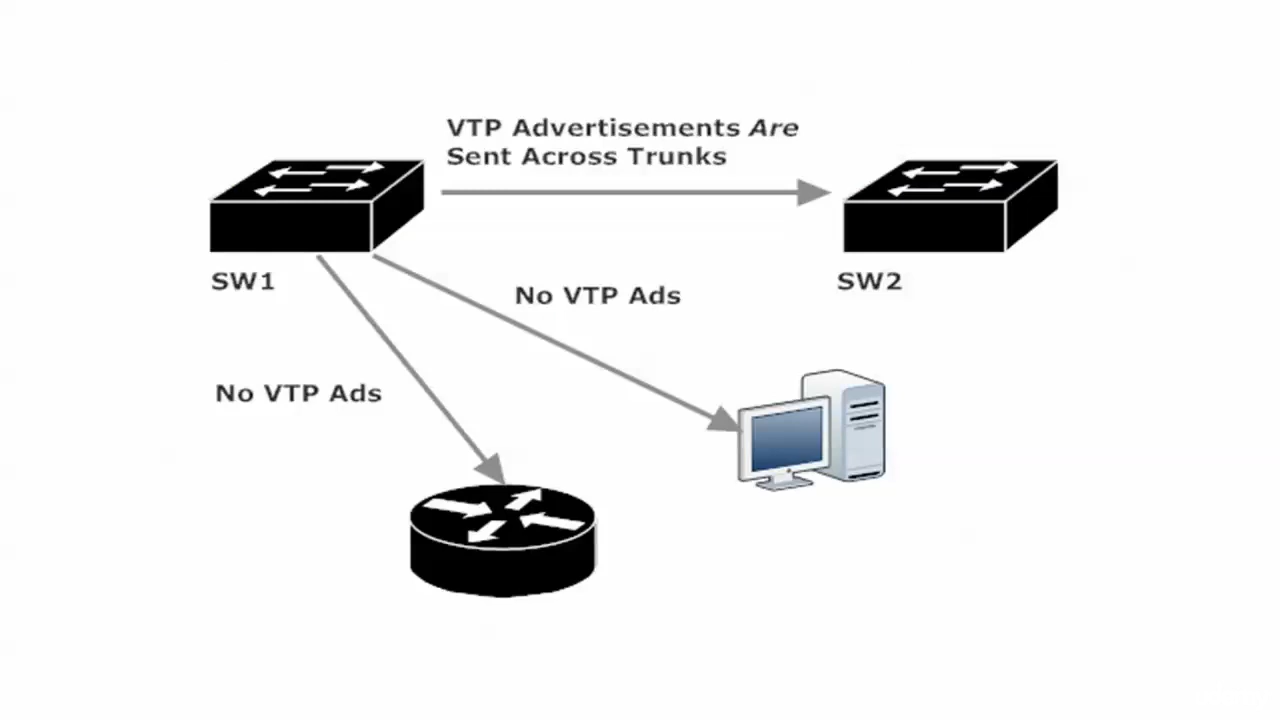 VTP Advertisements Are
Sent Across Trunks
SW1
SW2
No VTP Ads
No VTP Ads